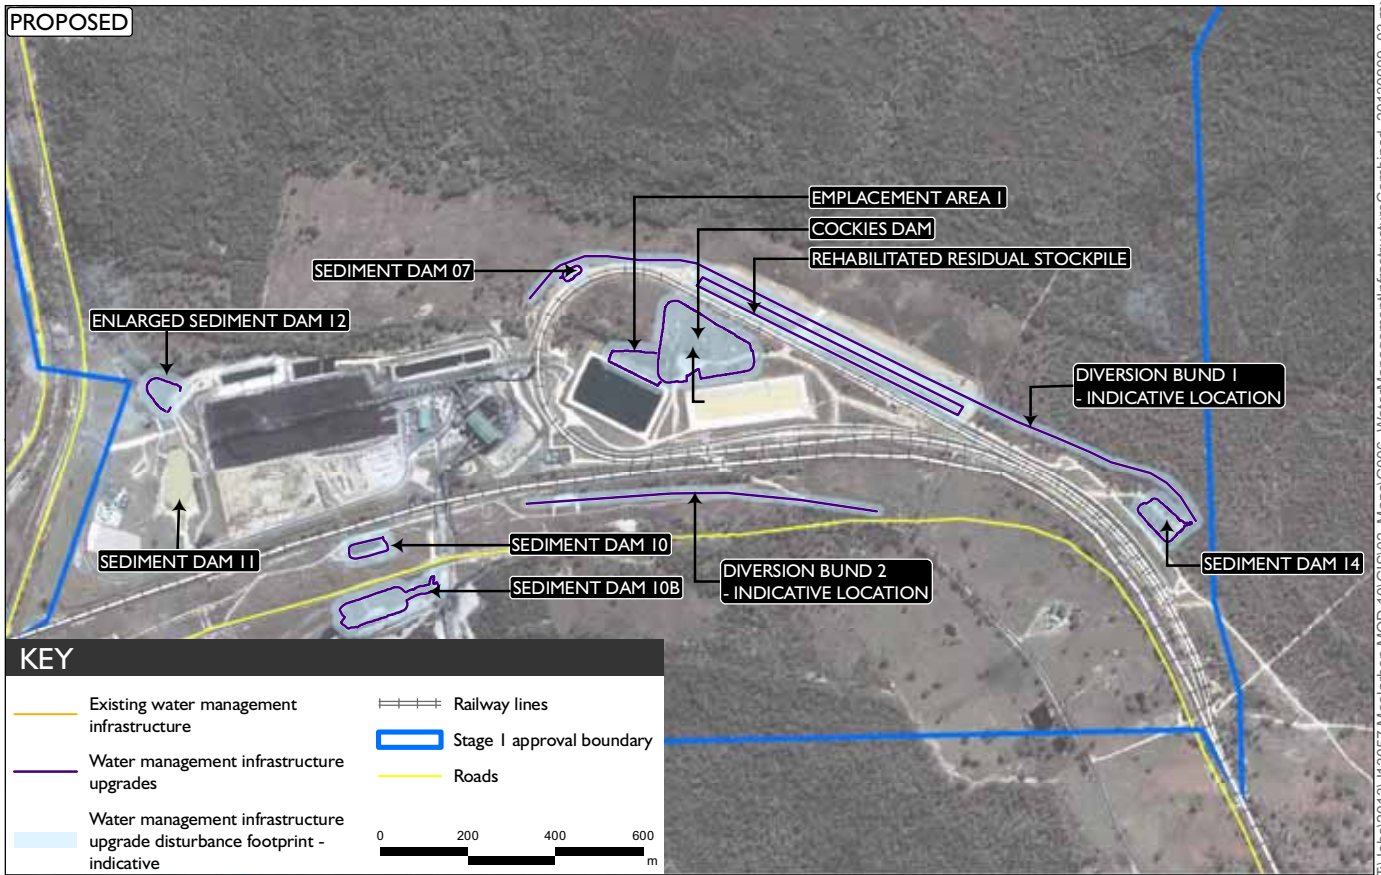 PROPOSED
EMPLACEMENT AREA 1
COCKIES DAM
REHABILITATED RESIDUAL STOCKPILE
SEDIMENT DAM 07
ENLARGED SEDIMENT DAM 12
DIVERSION BUND 1
- INDICATIVE LOCATION
SEDIMENT DAM 11
SEDIMENT DAM 10
SEDIMENT DAM 10B
DIVERSION BUND 2
- INDICATIVE LOCATION
SEDIMENT DAM 14
KEY
Existing water management
infrastructure
Water management infrastructure
upgrades
Water management infrastructure
upgrade disturbance footprint -
indicative
Railway lines
Stage 1 approval boundary
Roads
0 200 400 600
m